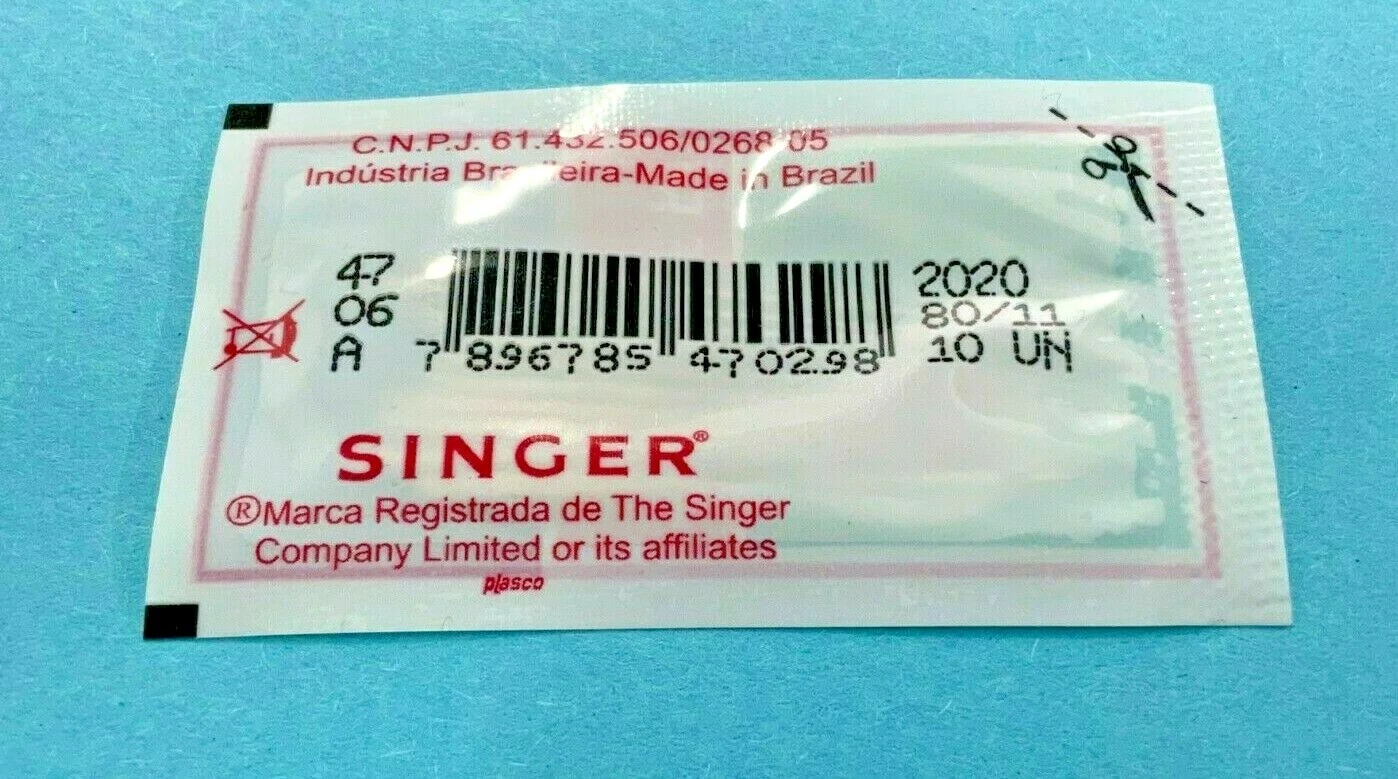 C.N.P.J. 61.432.506/0268-05
Indústria Brasileira-Made in Brazil
47
06
A
7 896785 470298
2020
80/11
10 UN
SINGER®
®Marca Registrada de The Singer
Company Limited or its affiliates
plasco